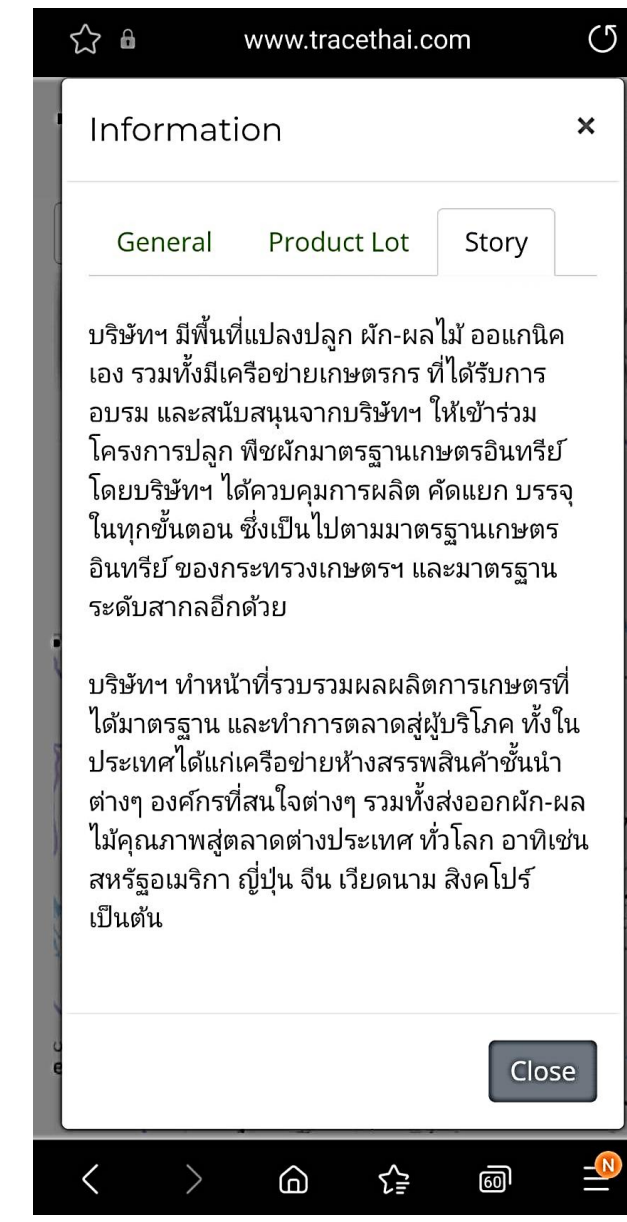 www.tracethai.com
Information
×
General Product Lot Story
บริษัทฯ มีพื้นที่แปลงปลูก ผัก-ผลไม้ ออแกนิค
เอง รวมทั้งมีเครือข่ายเกษตรกร ที่ได้รับการ
อบรม และสนับสนุนจากบริษัทฯ ให้เข้าร่วม
โครงการปลูก พืชผักมาตรฐานเกษตรอินทรีย์
โดยบริษัทฯ ได้ควบคุมการผลิต คัดแยก บรรจุ
ในทุกขั้นตอน ซึ่งเป็นไปตามมาตรฐานเกษตร
อินทรีย์ ของกระทรวงเกษตรฯ และมาตรฐาน
ระดับสากลอีกด้วย
บริษัทฯ ทำหน้าที่รวบรวมผลผลิตการเกษตรที่
ได้มาตรฐาน และทำการตลาดสู่ผู้บริโภค ทั้งใน
ประเทศได้แก่เครือข่ายห้างสรรพสินค้าชั้นนำ
ต่างๆ องค์กรที่สนใจต่างๆ รวมทั้งส่งออกผัก-ผล
ไม้คุณภาพสู่ตลาดต่างประเทศ ทั่วโลก อาทิเช่น
สหรัฐอเมริกา ญี่ปุ่น จีน เวียดนาม สิงคโปร์
เป็นต้น
Close
60
N